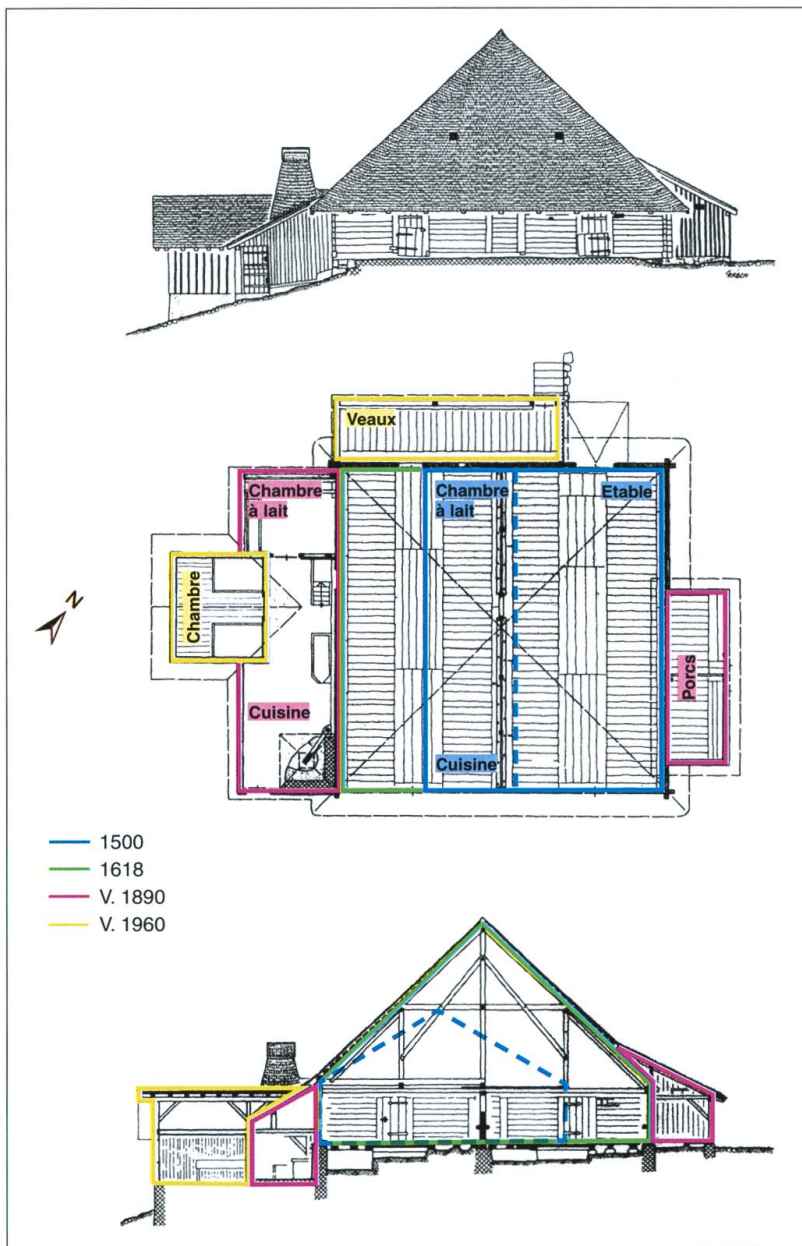 Veaux
Chambre
à lait
Chambre
à lait
Etable
N
Chambre
Porcs
Cuisine
Cuisine
1500
1618
V. 1890
V. 1960